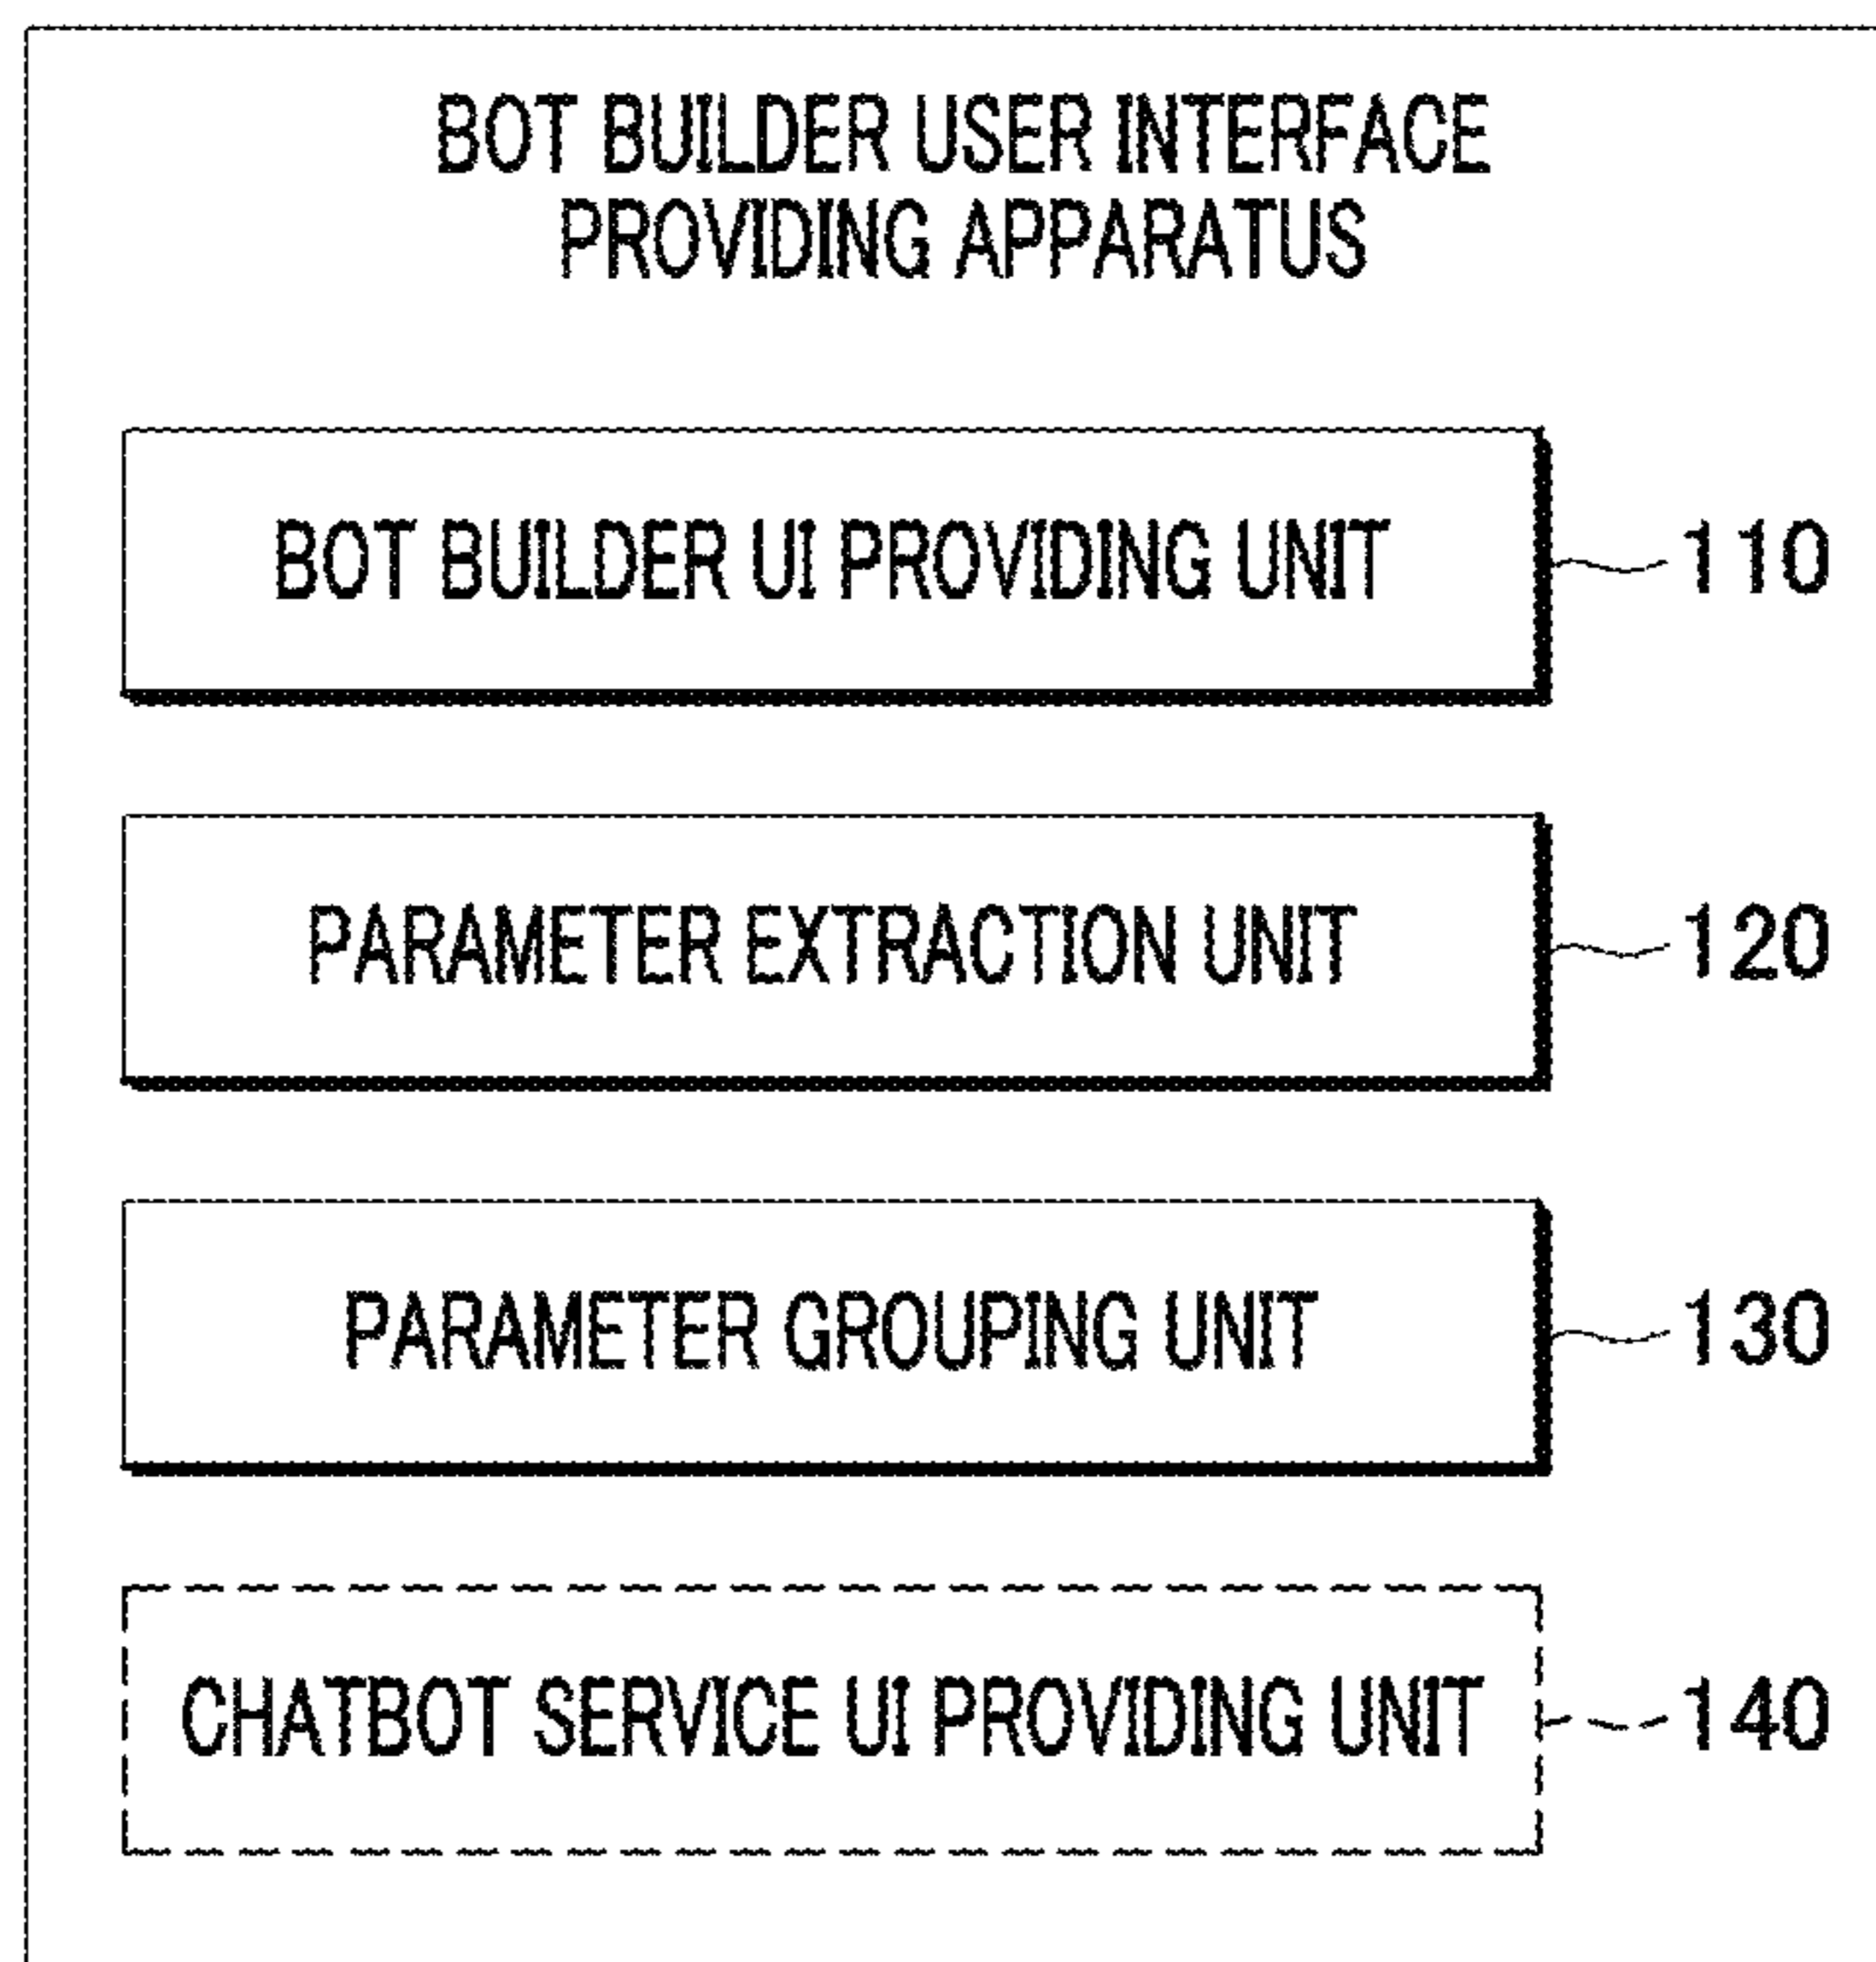 BOT BUILDER USER INTERFACE
PROVIDING APPARATUS
BOT BUILDER UI PROVIDING UNIT
110
PARAMETER EXTRACTION UNIT
120
PARAMETER GROUPING UNIT
130
CHATBOT SERVICE UI PROVIDING UNIT
140